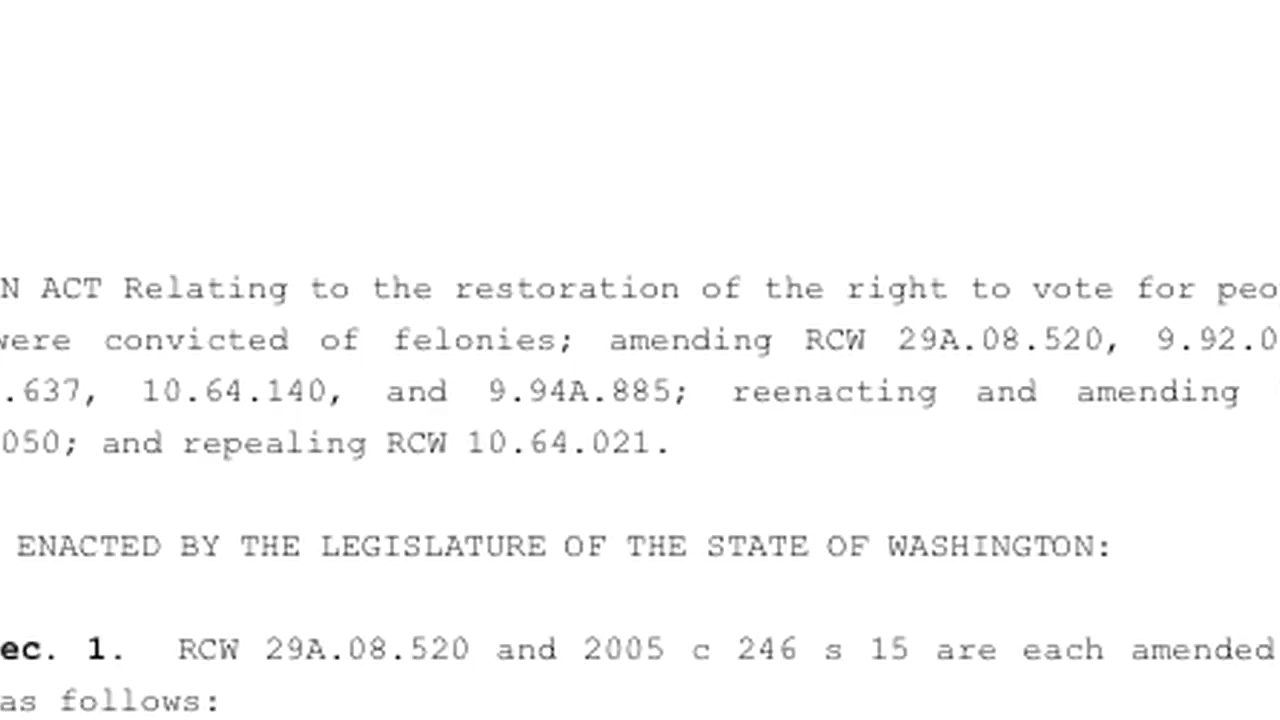 N ACT Relating to the restoration of the right to vote for peo
were convicted of felonies; amending RCW 29A.08.520, 9.92.0
.637, 10.64.140, and 9.94A.885; reenacting and amending
050; and repealing RCW 10.64.021.
ENACTED BY THE LEGISLATURE OF THE STATE OF WASHINGTON:
ec. 1. RCW 29A.08.520 and 2005 c 246 s 15 are each amended
as follows: